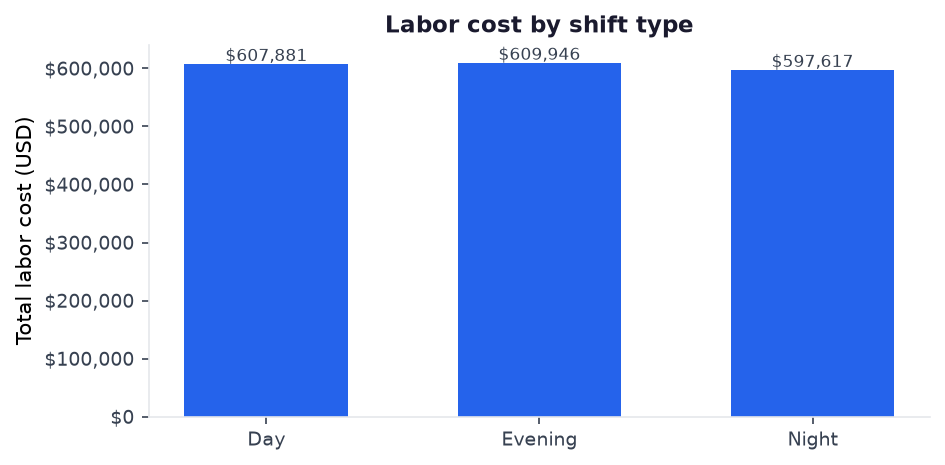 Labor cost by shift type
Total labor cost (USD)
$600,000
$500,000
$400,000
$300,000
$200,000
$100,000
$0
$607,881
$609,946
$597,617
Day
Evening
Night